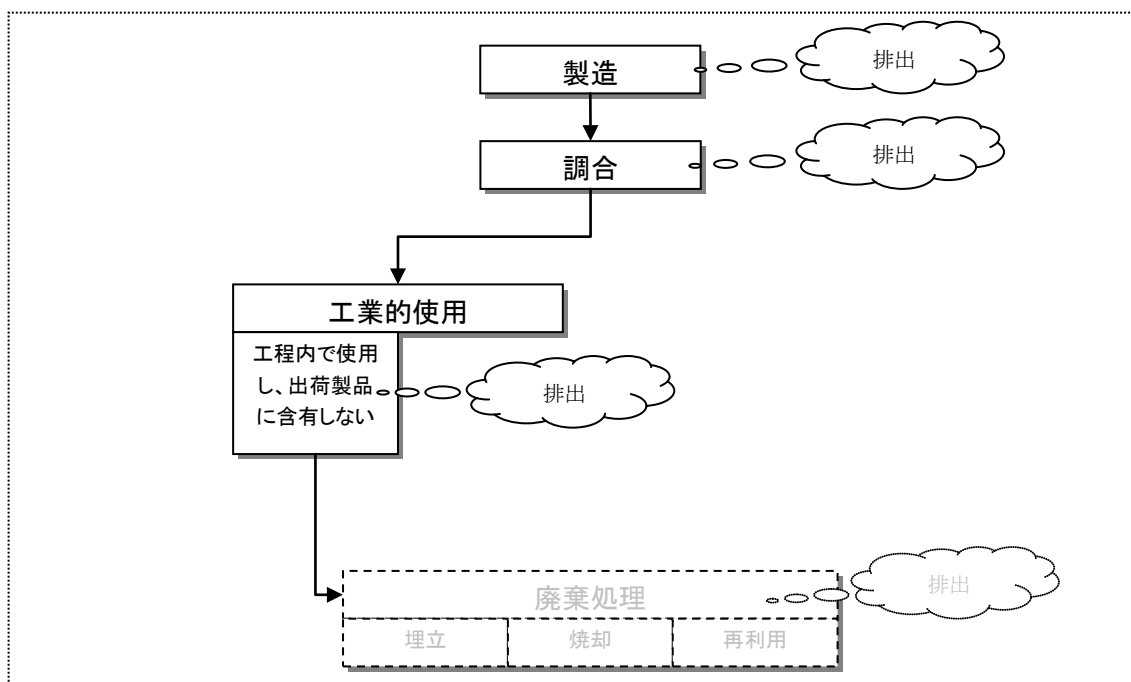 製造
排出
調合
排出
工業的使用
工程内で使用
し、出荷製品
に含有しない
排出
廃棄処理
排出
埋立
焼却
再利用